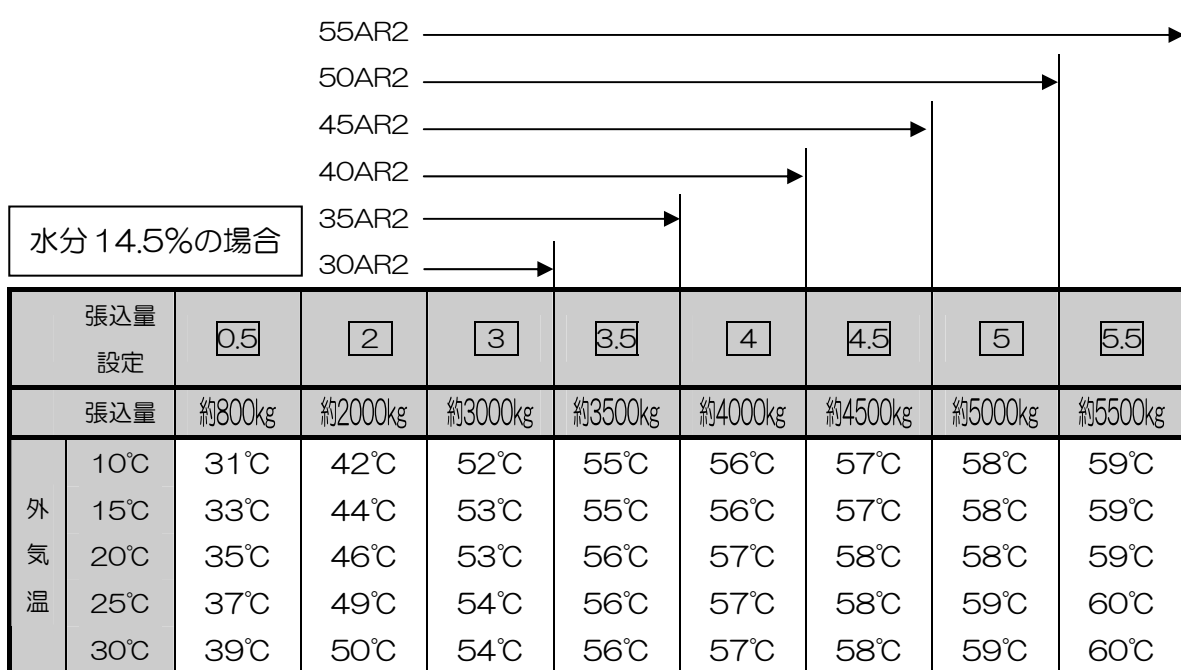 55AR2
50AR2
45AR2
40AR2
35AR2
水分14.5%の場合
30AR2
張込量
設定 0.5 2 3 3.5 4 4.5 5 5.5
張込量 約800kg 約2000kg 約3000kg 約3500kg 約4000kg 約4500kg 約5000kg 約5500kg
外気温
10℃ 31℃ 42℃ 52℃ 55℃ 56℃ 57℃ 58℃ 59℃
15℃ 33℃ 44℃ 53℃ 55℃ 56℃ 57℃ 58℃ 59℃
20℃ 35℃ 46℃ 53℃ 56℃ 57℃ 58℃ 58℃ 59℃
25℃ 37℃ 49℃ 54℃ 56℃ 57℃ 58℃ 59℃ 60℃
30℃ 39℃ 50℃ 54℃ 56℃ 57℃ 58℃ 59℃ 60℃